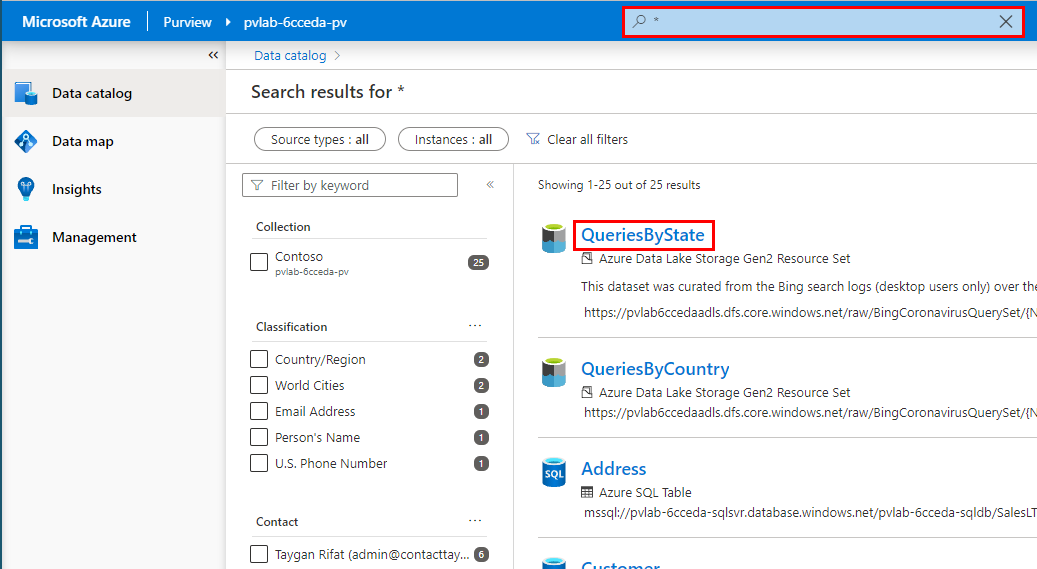 Microsoft Azure Purview pvlab-6cceda-pv *
Data catalog
Data map
Insights
Management
Data catalog
Search results for *
Source types : all Instances : all Clear all filters
Filter by keyword
Collection
Contoso 25
pvlab-6cceda-pv
Classification ...
Country/Region 2
World Cities 2
Email Address 1
Person's Name 1
U.S. Phone Number 1
Contact ...
Taygan Rifat (admin@contacttay... 6
Showing 1-25 out of 25 results
QueriesByState
Azure Data Lake Storage Gen2 Resource Set
This dataset was curated from the Bing search logs (desktop users only) over the
https://pvlab6ccedaadls.dfs.core.windows.net/raw/BingCoronavirusQuerySet/{N
QueriesByCountry
Azure Data Lake Storage Gen2 Resource Set
https://pvlab6ccedaadls.dfs.core.windows.net/raw/BingCoronavirusQuerySet/{N
SQL Address
Azure SQL Table
mssql://pvlab-6cceda-sqlsvr.database.windows.net/pvlab-6cceda-sqldb/SalesLT
Customer